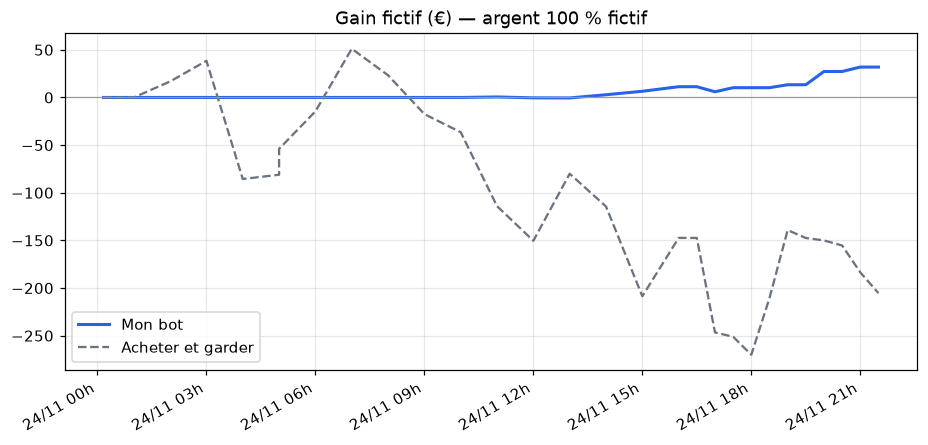 Gain fictif (€) — argent 100 % fictif
50
0
−50
−100
−150
−200
−250
Mon bot
Acheter et garder
24/11 00h
24/11 03h
24/11 06h
24/11 09h
24/11 12h
24/11 15h
24/11 18h
24/11 21h